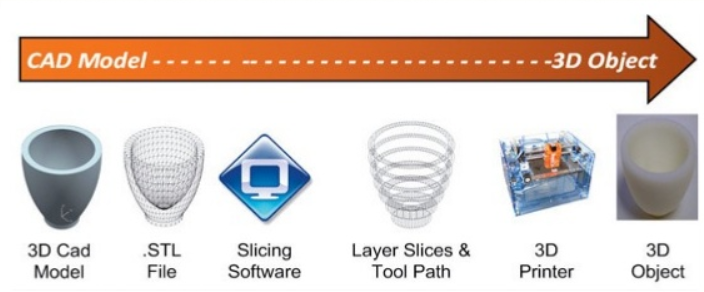 CAD Model - - - - - - -- - - - - - - - - - - - - - - - - - - - - -3D Object
3D Cad Model
.STL File
Slicing Software
Layer Slices & Tool Path
3D Printer
3D Object